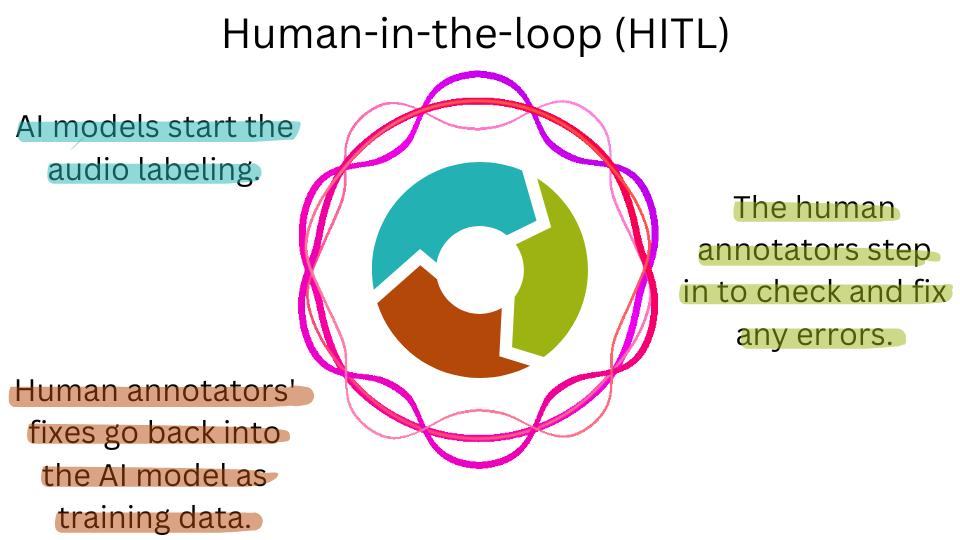 Human-in-the-loop (HITL)
AI models start the
audio labeling.
The human
annotators step
in to check and fix
any errors.
Human annotators'
fixes go back into
the AI model as
training data.